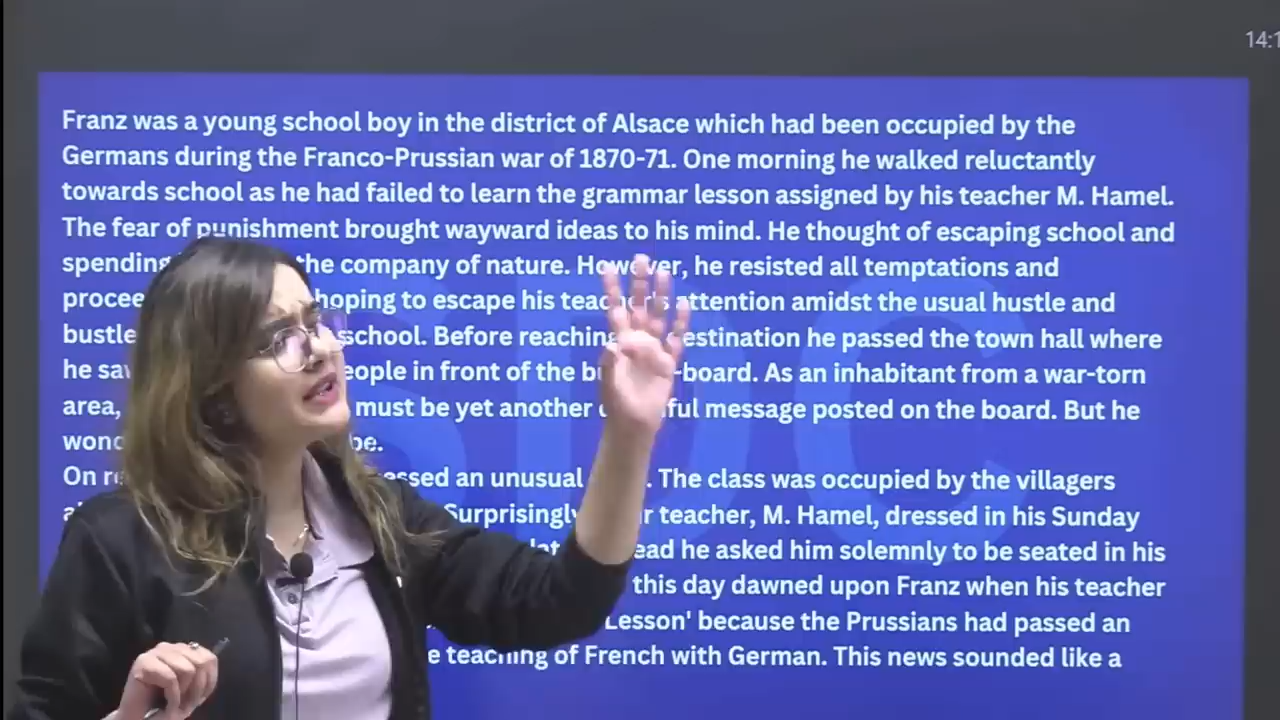 14:1
Franz was a young school boy in the district of Alsace which had been occupied by the
Germans during the Franco-Prussian war of 1870-71. One morning he walked reluctantly
towards school as he had failed to learn the grammar lesson assigned by his teacher M. Hamel.
The fear of punishment brought wayward ideas to his mind. He thought of escaping school and
spending the company of nature. However, he resisted all temptations and
hoping to escape his teacher's attention amidst the usual hustle and
bustle school. Before reaching destination he passed the town hall where
he in front of the board. As an inhabitant from a war-torn
area, must be yet another message posted on the board. But he
be.
On an unusual . The class was occupied by the villagers
Surprisingly teacher, M. Hamel, dressed in his Sunday
he asked him solemnly to be seated in his
this day dawned upon Franz when his teacher
Lesson' because the Prussians had passed an
teaching of French with German. This news sounded like a